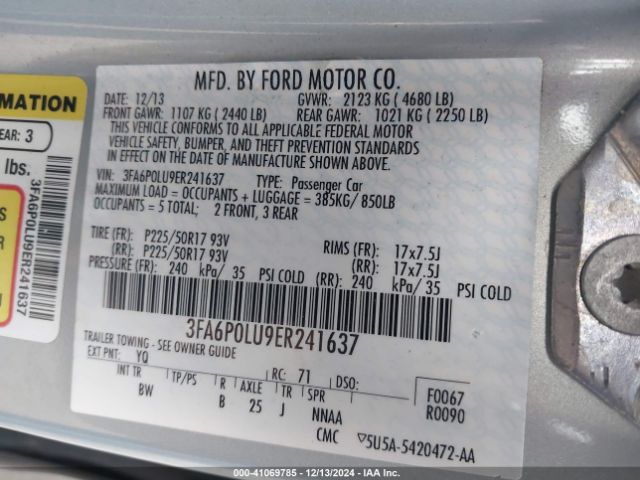 MFD. BY FORD MOTOR CO.
DATE: 12/13 GVWR: 2123 KG ( 4680 LB)
FRONT GAWR: 1107 KG ( 2440 LB) REAR GAWR: 1021 KG ( 2250 LB)
THIS VEHICLE CONFORMS TO ALL APPLICABLE FEDERAL MOTOR
VEHICLE SAFETY, BUMPER, AND THEFT PREVENTION STANDARDS
IN EFFECT ON THE DATE OF MANUFACTURE SHOWN ABOVE.
VIN: 3FA6P0LU9ER241637 TYPE: Passenger Car
MAXIMUM LOAD = OCCUPANTS + LUGGAGE = 385KG/ 850LB
OCCUPANTS = 5 TOTAL; 2 FRONT, 3 REAR
TIRE (FR): P225/50R17 93V RIMS (FR): 17x7.5J
(RR): P225/50R17 93V (RR): 17x7.5J
PRESSURE (FR): 240 kPa/ 35 PSI COLD (RR): 240 kPa/ 35 PSI COLD
3FA6P0LU9ER241637
TRAILER TOWING - SEE OWNER GUIDE
EXT PNT: YQ RC: 71 DSO:
INT TR TP/PS R AXLE TR SPR
BW B 25 J NNAA
CMC
F0067
R0090
▽5U5A-5420472-AA
RMATION
EAR: 3
lbs.
3FA6P0LU9ER241637
000-41069785 - 12/13/2024 - IAA